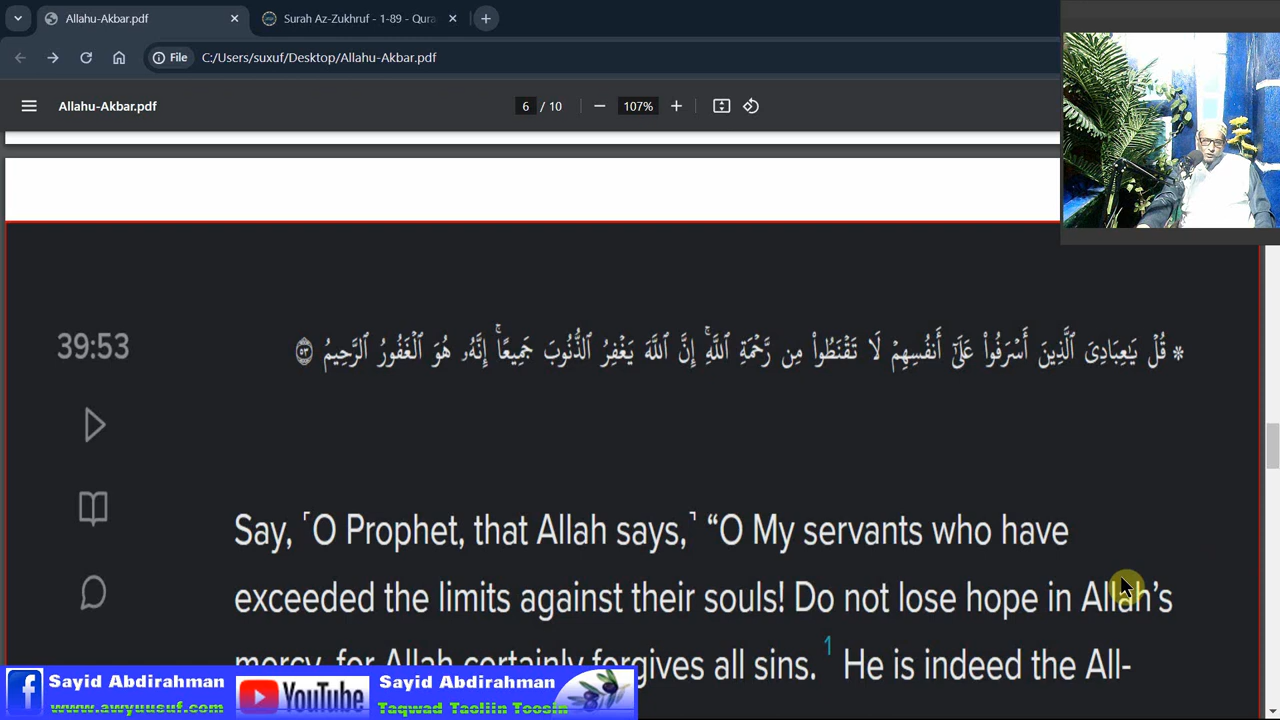 Allahu-Akbar.pdf
Surah Az-Zukhruf - 1-89 - Qura
File
C:/Users/suxuf/Desktop/Allahu-Akbar.pdf
Allahu-Akbar.pdf
6 / 10
107%
39:53
۞ قُلْ يَـٰعِبَادِىَ ٱلَّذِينَ أَسْرَفُوا۟ عَلَىٰٓ أَنفُسِهِمْ لَا تَقْنَطُوا۟ مِن رَّحْمَةِ ٱللَّهِ ۚ إِنَّ ٱللَّهَ يَغْفِرُ ٱلذُّنُوبَ جَمِيعًا ۚ إِنَّهُۥ هُوَ ٱلْغَفُورُ ٱلرَّحِيمُ ٥٣
Say, ˹O Prophet, that Allah says,˺ “O My servants who have
exceeded the limits against their souls! Do not lose hope in Allah’s
mercy, for Allah certainly forgives all sins. 1 He is indeed the All-
Sayid Abdirahman
www.awyuusuf.com
YouTube
Sayid Abdirahman
Taqwad Taoliin Toosin